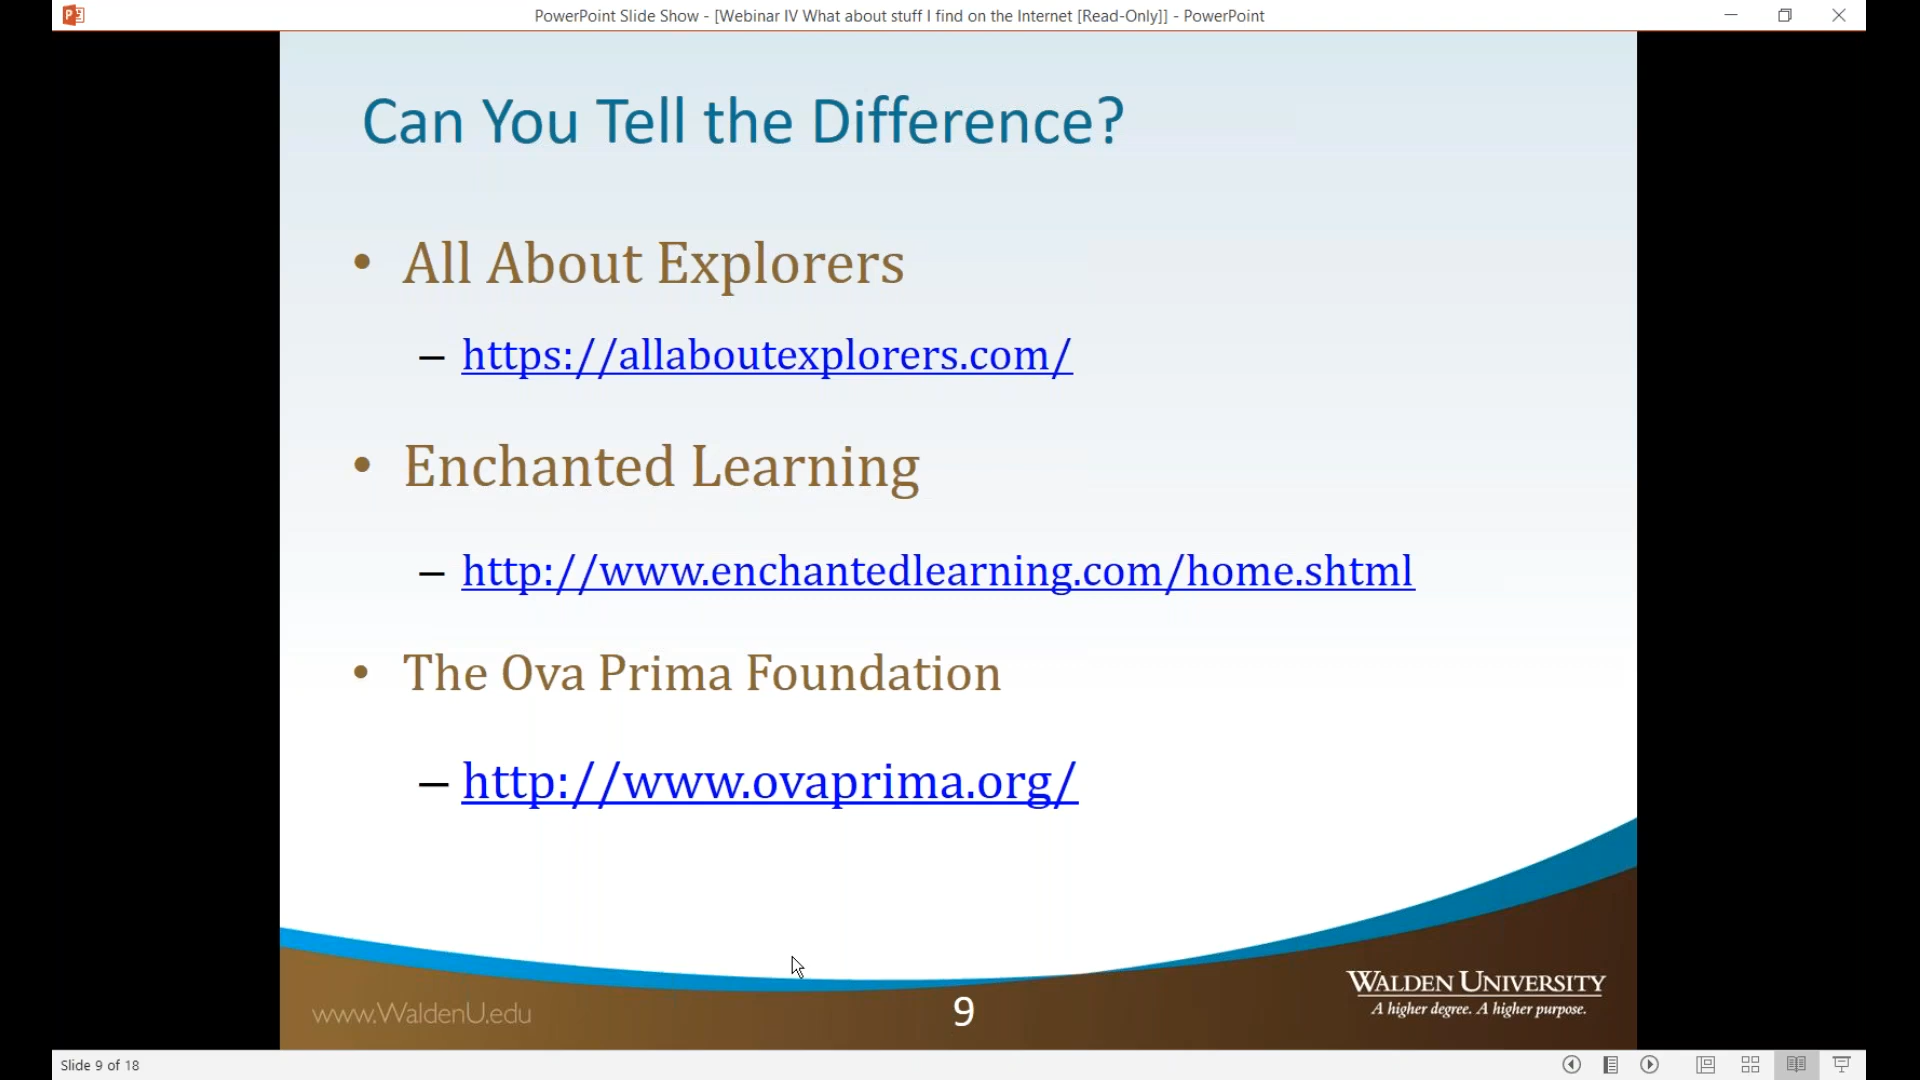 PowerPoint Slide Show - [Webinar IV What about stuff I find on the Internet [Read-Only]] - PowerPoint
Can You Tell the Difference?
• All About Explorers
– https://allaboutexplorers.com/
• Enchanted Learning
– http://www.enchantedlearning.com/home.shtml
• The Ova Prima Foundation
– http://www.ovaprima.org/
WALDEN UNIVERSITY
A higher degree. A higher purpose.
www.WaldenU.edu
9
Slide 9 of 18